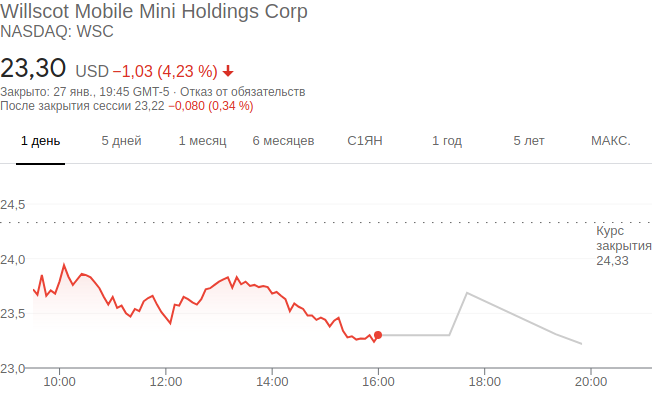 Willscot Mobile Mini Holdings Corp
NASDAQ: WSC
23,30 USD −1,03 (4,23 %)
Закрыто: 27 янв., 19:45 GMT-5 · Отказ от обязательств
После закрытия сессии 23,22 −0,080 (0,34 %)
1 день 5 дней 1 месяц 6 месяцев С1ЯН 1 год 5 лет МАКС.
24,5
Курс
закрытия
24,33
24,0
23,5
23,0
10:00 12:00 14:00 16:00 18:00 20:00